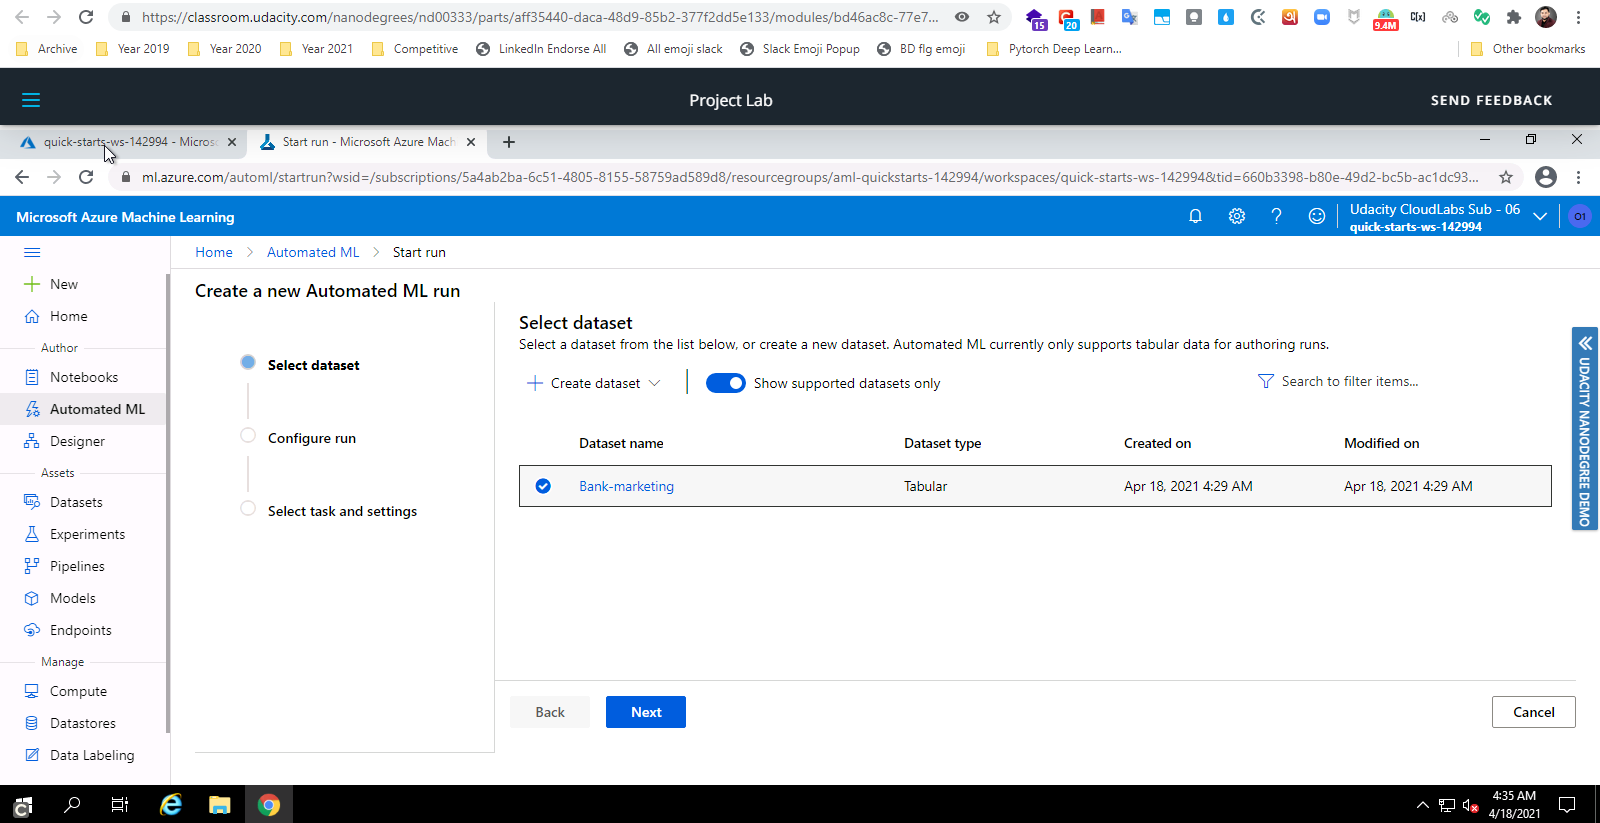 https://classroom.udacity.com/nanodegrees/nd00333/parts/aff35440-daca-48d9-85b2-377f2dd5e133/modules/bd46ac8c-77e7...
15
20
9.4M
Archive
Year 2019
Year 2020
Year 2021
Competitive
LinkedIn Endorse All
All emoji slack
Slack Emoji Popup
BD flg emoji
Pytorch Deep Learn...
Other bookmarks
Project Lab
SEND FEEDBACK
quick-starts-ws-142994 - Micros
Start run - Microsoft Azure Mach
ml.azure.com/automl/startrun?wsid=/subscriptions/5a4ab2ba-6c51-4805-8155-58759ad589d8/resourcegroups/aml-quickstarts-142994/workspaces/quick-starts-ws-142994&tid=660b3398-b80e-49d2-bc5b-ac1dc93...
Microsoft Azure Machine Learning
Udacity CloudLabs Sub - 06
quick-starts-ws-142994
O1
Home > Automated ML > Start run
New
Home
Author
Notebooks
Automated ML
Designer
Assets
Datasets
Experiments
Pipelines
Models
Endpoints
Manage
Compute
Datastores
Data Labeling
Create a new Automated ML run
Select dataset
Configure run
Select task and settings
Select dataset
Select a dataset from the list below, or create a new dataset. Automated ML currently only supports tabular data for authoring runs.
Create dataset
Show supported datasets only
Search to filter items...
Dataset name Dataset type Created on Modified on
Bank-marketing Tabular Apr 18, 2021 4:29 AM Apr 18, 2021 4:29 AM
Back
Next
Cancel
UDACITY NANODEGREE DEMO
4:35 AM
4/18/2021